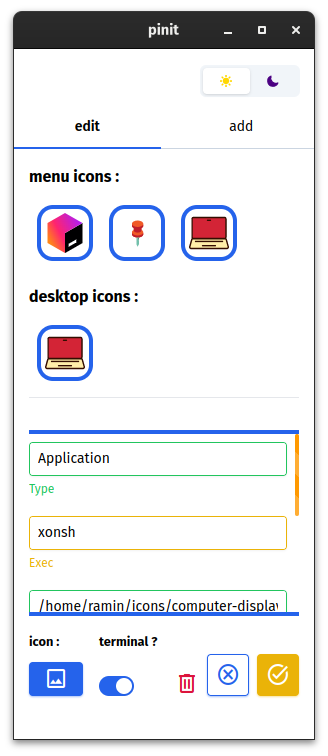 pinit
edit
add
menu icons :
desktop icons :
Application
Type
xonsh
Exec
/home/ramin/icons/computer-display
icon :
terminal ?